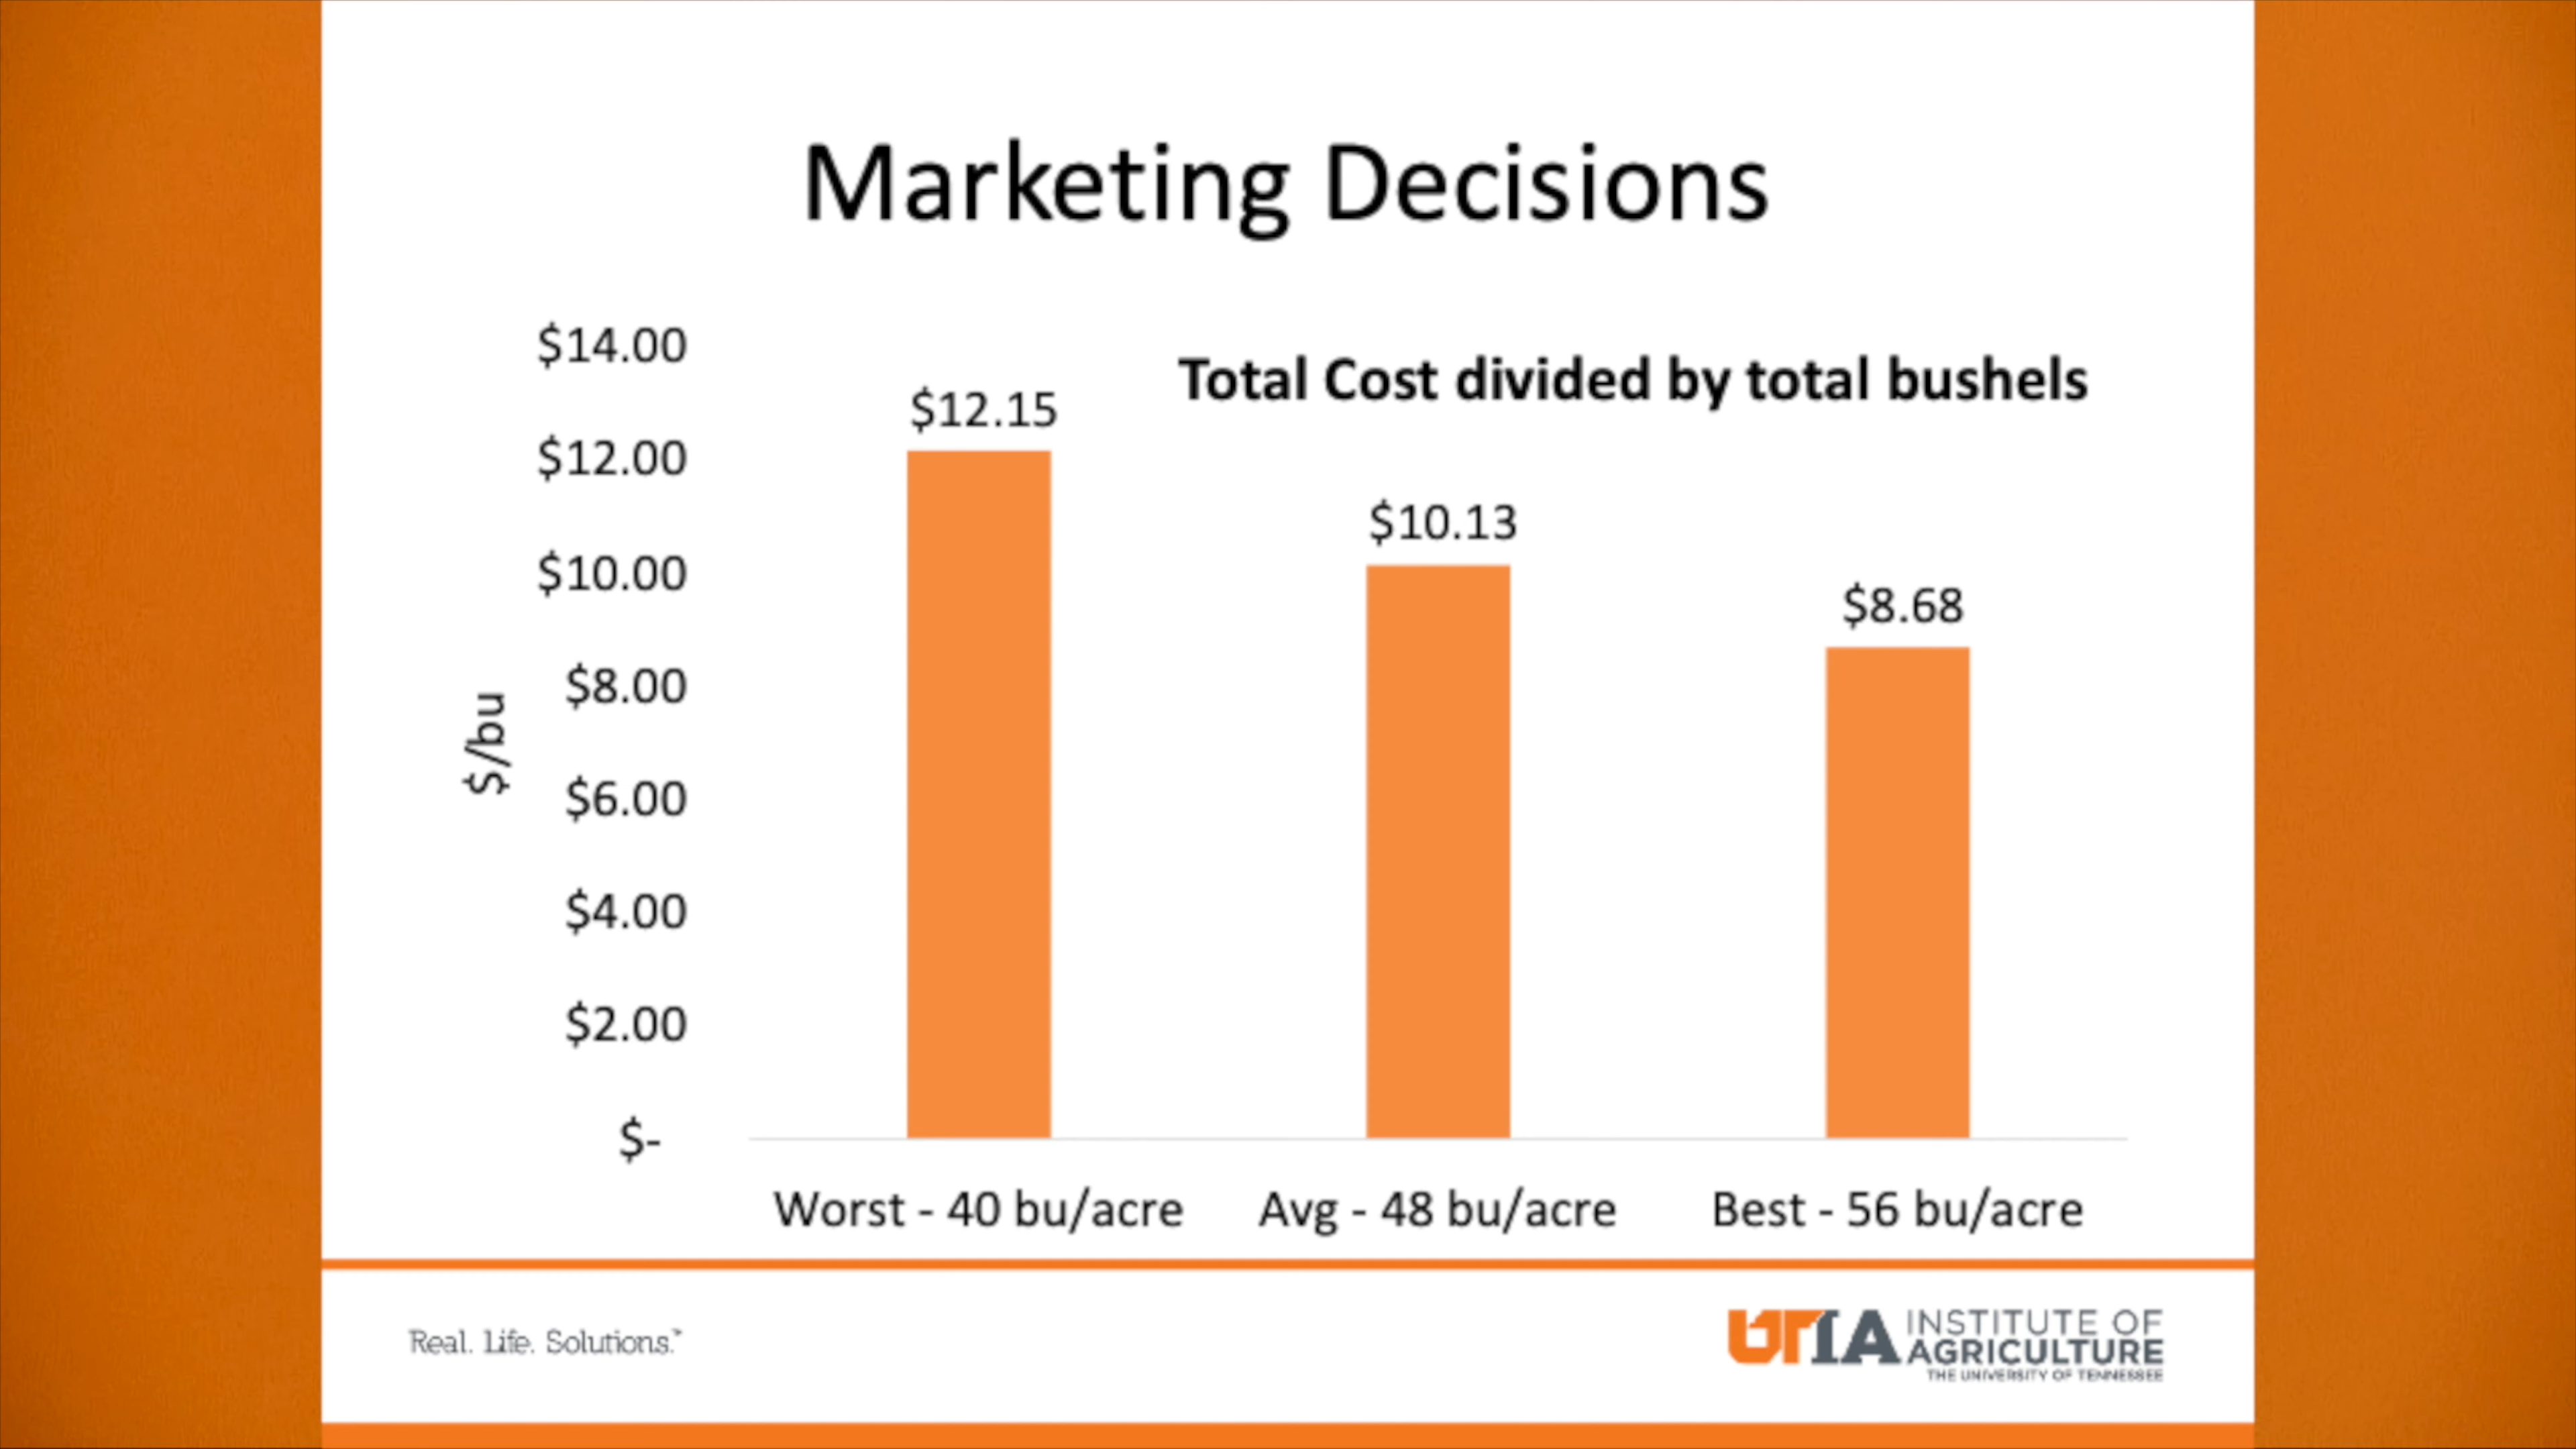 Marketing Decisions
Total Cost divided by total bushels
$/bu
$14.00
$12.00
$10.00
$8.00
$6.00
$4.00
$2.00
$-
$12.15
$10.13
$8.68
Worst - 40 bu/acre
Avg - 48 bu/acre
Best - 56 bu/acre
Real. Life. Solutions.™
UTIA INSTITUTE OF
AGRICULTURE
THE UNIVERSITY OF TENNESSEE